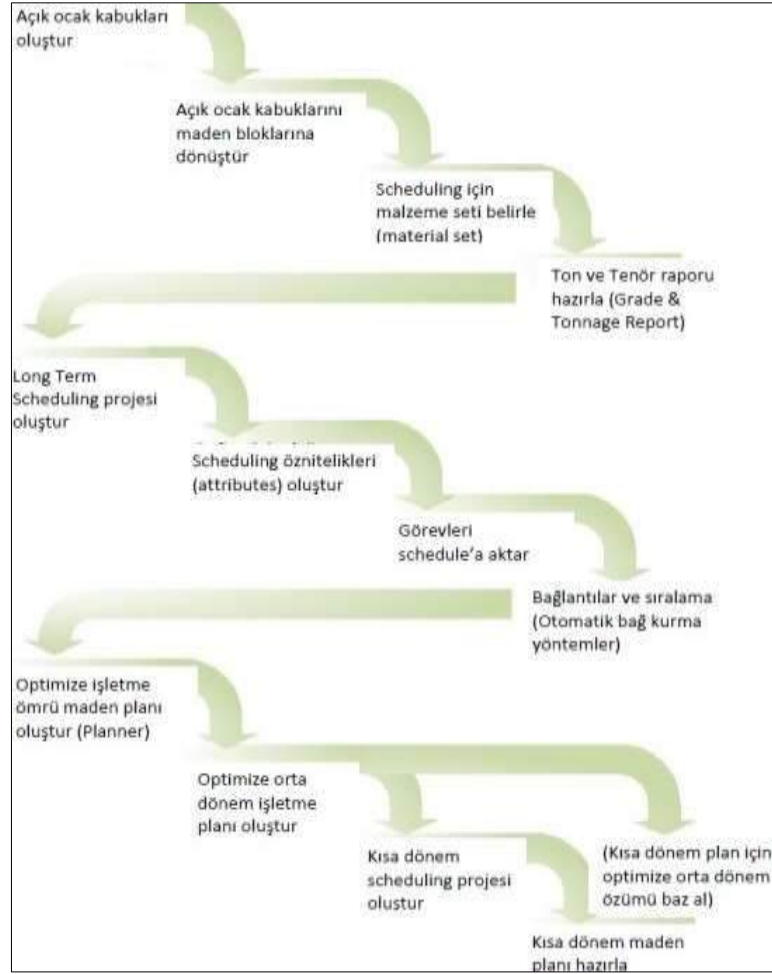 Açık ocak kabukları
oluştur
Açık ocak kabuklarını
maden bloklarına
dönüştür
Scheduling için
malzeme seti belirle
(material set)
Ton ve Tenör raporu
hazırla (Grade &
Tonnage Report)
Long Term
Scheduling projesi
oluştur
Scheduling öznitelikleri
(attributes) oluştur
Görevleri
schedule’a aktar
Bağlantılar ve sıralama
(Otomatik bağ kurma
yöntemler)
Optimize işletme
ömrü maden planı
oluştur (Planner)
Optimize orta
dönem işletme
planı oluştur
Kısa dönem
scheduling projesi
oluştur
(Kısa dönem plan için
optimize orta dönem
özümü baz al)
Kısa dönem maden
planı hazırla